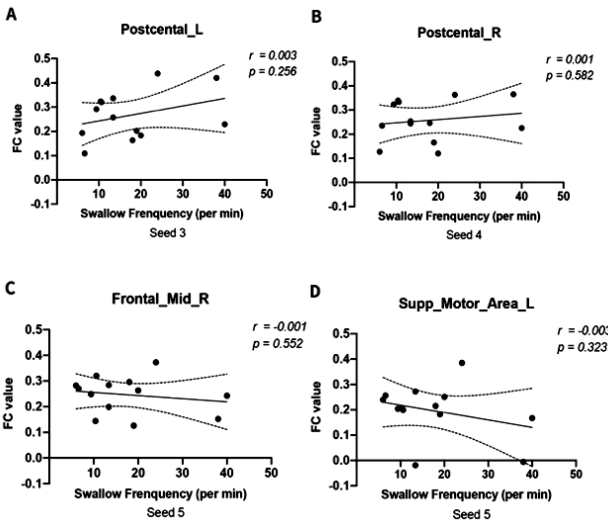 A
Postcental_L
r = 0.003
p = 0.256
0.5
0.4
0.3
0.2
0.1
0.0
-0.1
FC value
10 20 30 40 50
Swallow Frenquency (per min)
Seed 3
B
Postcental_R
r = 0.001
p = 0.582
0.5
0.4
0.3
0.2
0.1
0.0
-0.1
FC value
10 20 30 40 50
Swallow Frenquency (per min)
Seed 4
C
Frontal_Mid_R
r = -0.001
p = 0.552
0.5
0.4
0.3
0.2
0.1
0.0
-0.1
FC value
10 20 30 40 50
Swallow Frenquency (per min)
Seed 5
D
Supp_Motor_Area_L
r = -0.003
p = 0.323
0.5
0.4
0.3
0.2
0.1
0.0
-0.1
FC value
10 20 30 40 50
Swallow Frenquency (per min)
Seed 5